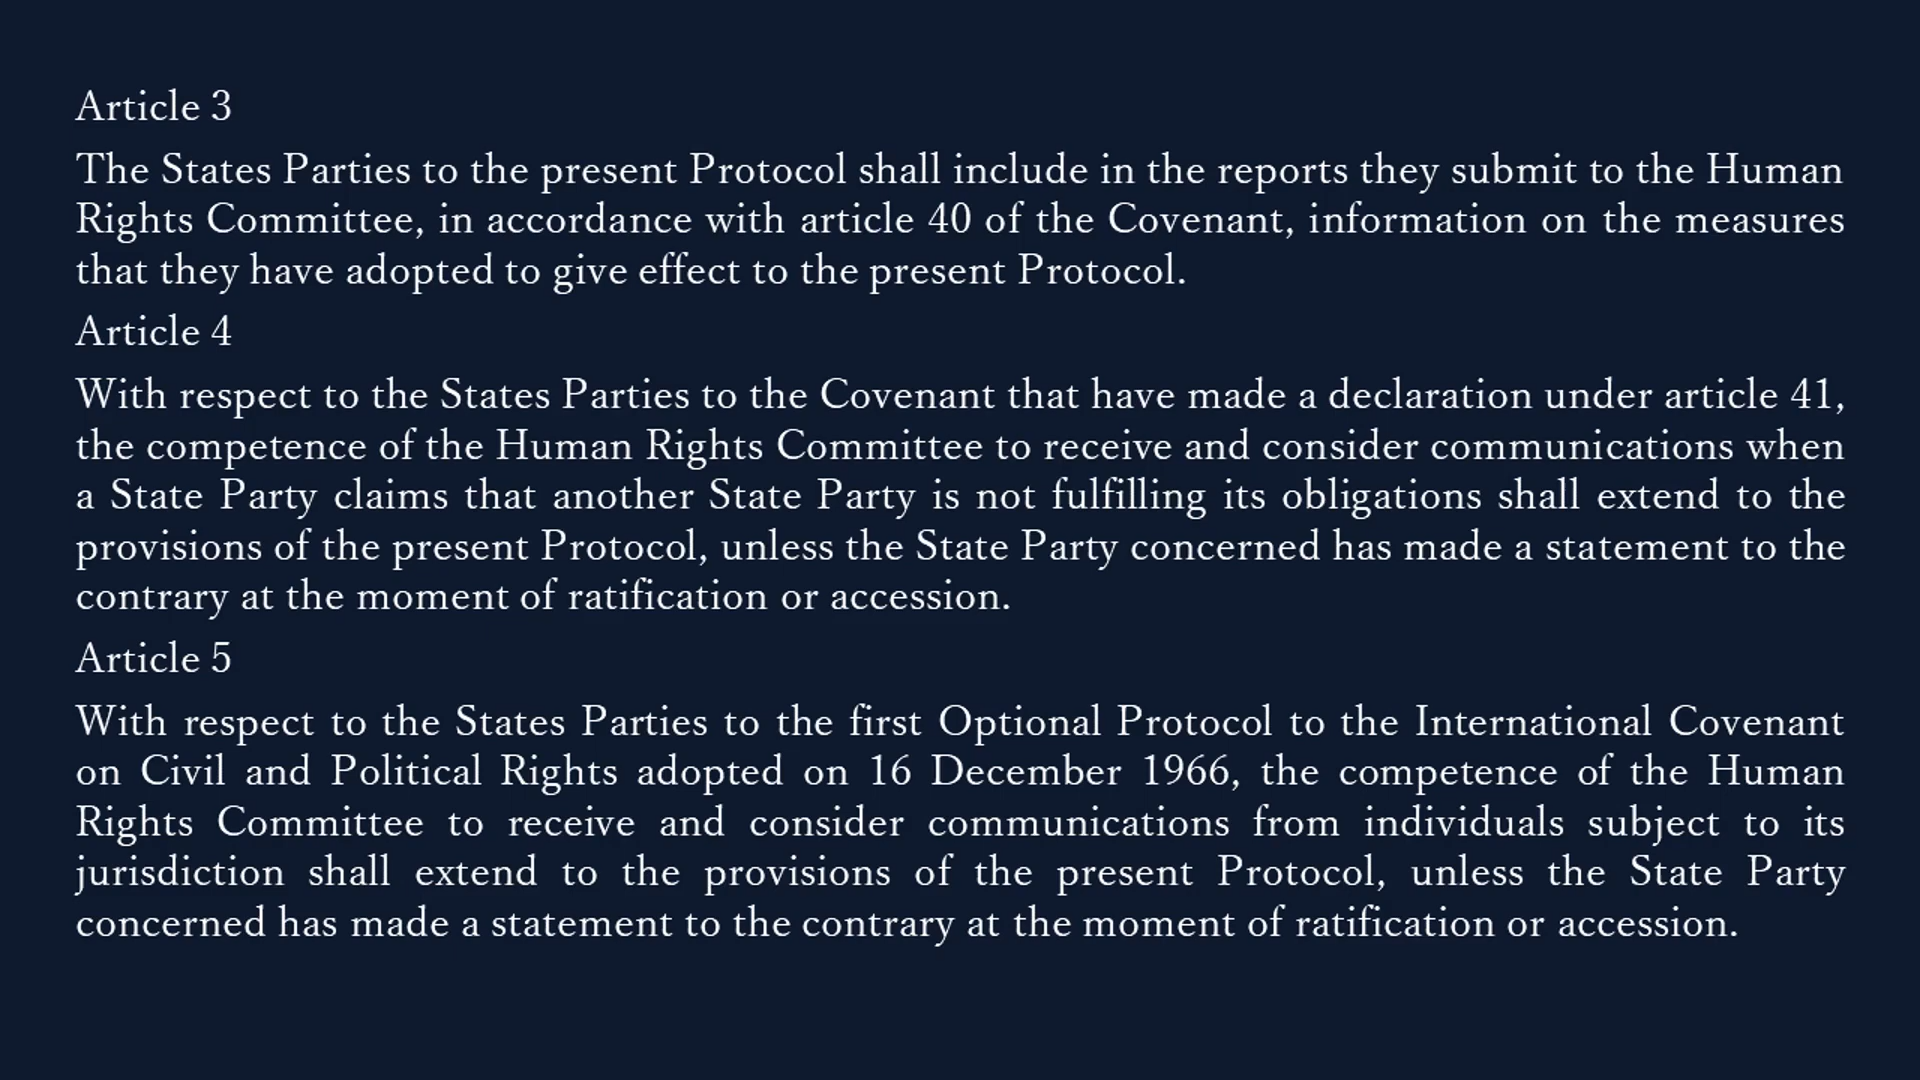 Article 3
The States Parties to the present Protocol shall include in the reports they submit to the Human
Rights Committee, in accordance with article 40 of the Covenant, information on the measures
that they have adopted to give effect to the present Protocol.
Article 4
With respect to the States Parties to the Covenant that have made a declaration under article 41,
the competence of the Human Rights Committee to receive and consider communications when
a State Party claims that another State Party is not fulfilling its obligations shall extend to the
provisions of the present Protocol, unless the State Party concerned has made a statement to the
contrary at the moment of ratification or accession.
Article 5
With respect to the States Parties to the first Optional Protocol to the International Covenant
on Civil and Political Rights adopted on 16 December 1966, the competence of the Human
Rights Committee to receive and consider communications from individuals subject to its
jurisdiction shall extend to the provisions of the present Protocol, unless the State Party
concerned has made a statement to the contrary at the moment of ratification or accession.